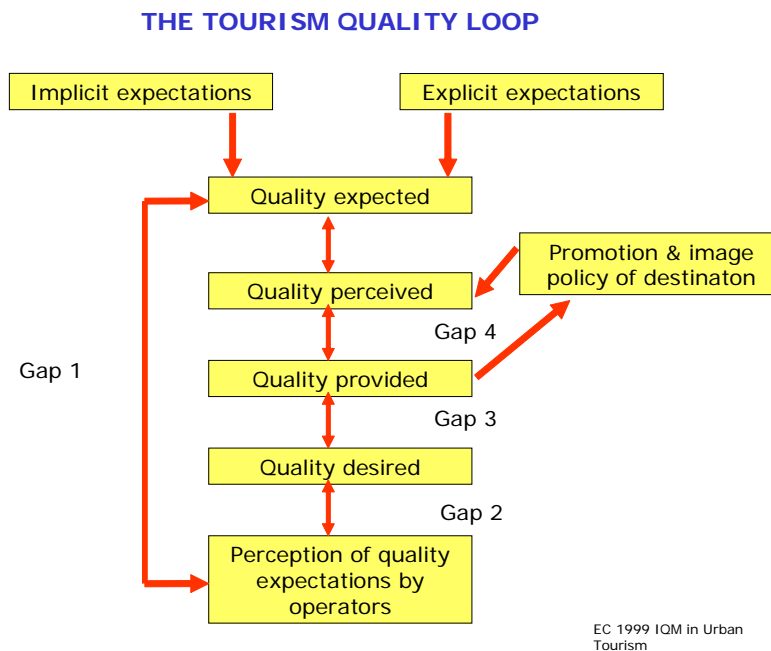 THE TOURISM QUALITY LOOP
Implicit expectations
Explicit expectations
Quality expected
Promotion & image
policy of destinaton
Quality perceived
Gap 4
Gap 1
Quality provided
Gap 3
Quality desired
Gap 2
Perception of quality
expectations by
operators
EC 1999 IQM in Urban
Tourism